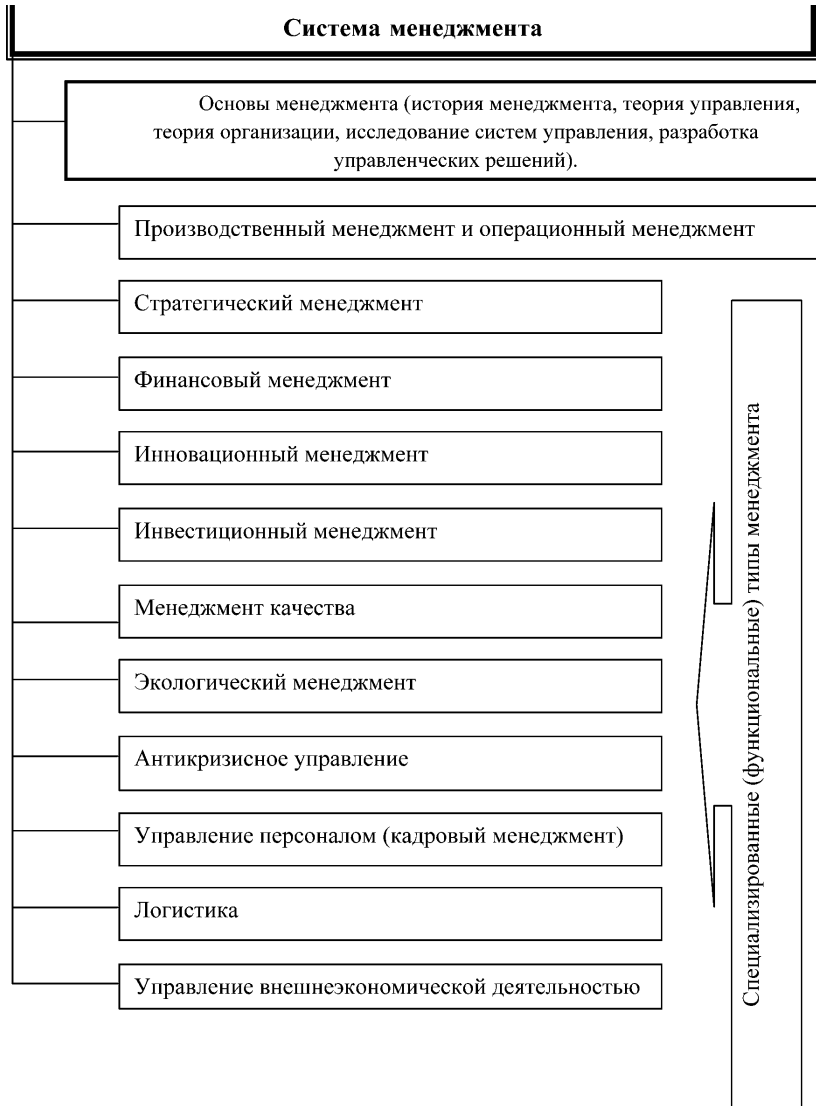 Система менеджмента
Основы менеджмента (история менеджмента, теория управления,
теория организации, исследование систем управления, разработка
управленческих решений).
Производственный менеджмент и операционный менеджмент
Стратегический менеджмент
Финансовый менеджмент
Инновационный менеджмент
Инвестиционный менеджмент
Менеджмент качества
Экологический менеджмент
Антикризисное управление
Управление персоналом (кадровый менеджмент)
Логистика
Управление внешнеэкономической деятельностью
Специализированные (функциональные) типы менеджмента